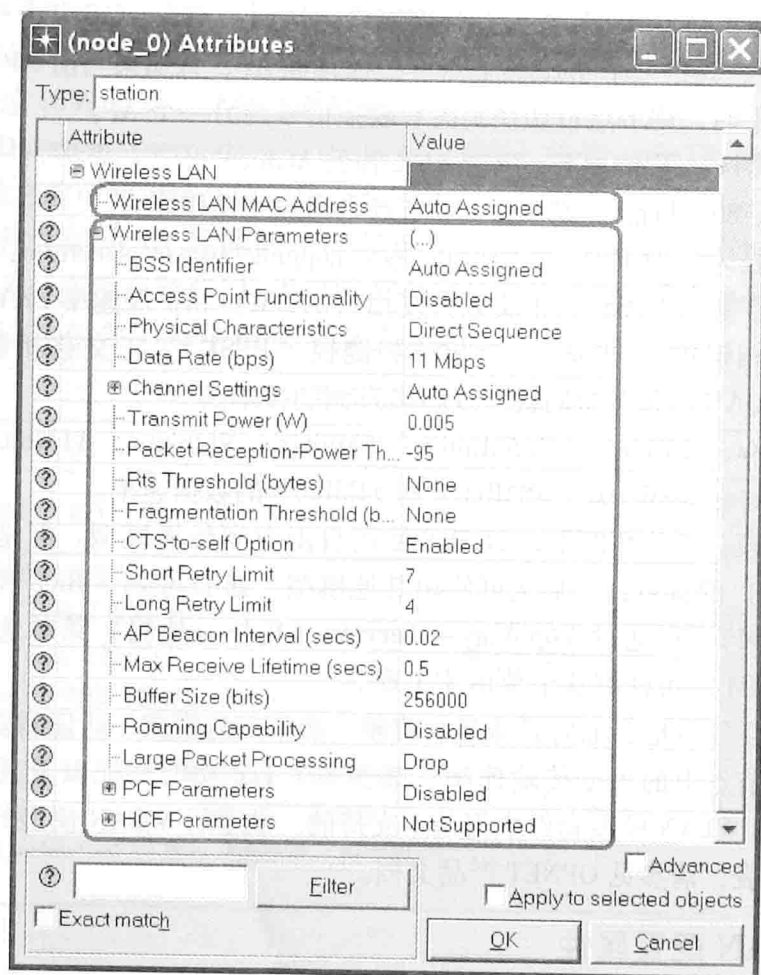 (node_0) Attributes
Type: station
Attribute Value
Wireless LAN
Wireless LAN MAC Address Auto Assigned
Wireless LAN Parameters (...)
BSS Identifier Auto Assigned
Access Point Functionality Disabled
Physical Characteristics Direct Sequence
Data Rate (bps) 11 Mbps
Channel Settings Auto Assigned
Transmit Power (W) 0.005
Packet Reception-Power Th... -95
Rts Threshold (bytes) None
Fragmentation Threshold (b... None
CTS-to-self Option Enabled
Short Retry Limit 7
Long Retry Limit 4
AP Beacon Interval (secs) 0.02
Max Receive Lifetime (secs) 0.5
Buffer Size (bits) 256000
Roaming Capability Disabled
Large Packet Processing Drop
PCF Parameters Disabled
HCF Parameters Not Supported
Advanced
Filter
Apply to selected objects
Exact match
OK Cancel